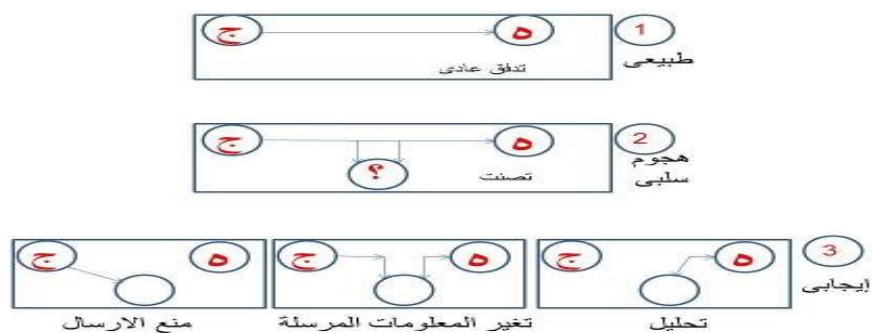 ج ه 1
طبيعى
تدفق عادى
ج ه 2
هجوم
سلبى
؟
تصنت
ج ه ج ه ج ه 3
إيجابى
تحليل تغير المعلومات المرسلة منع الارسال